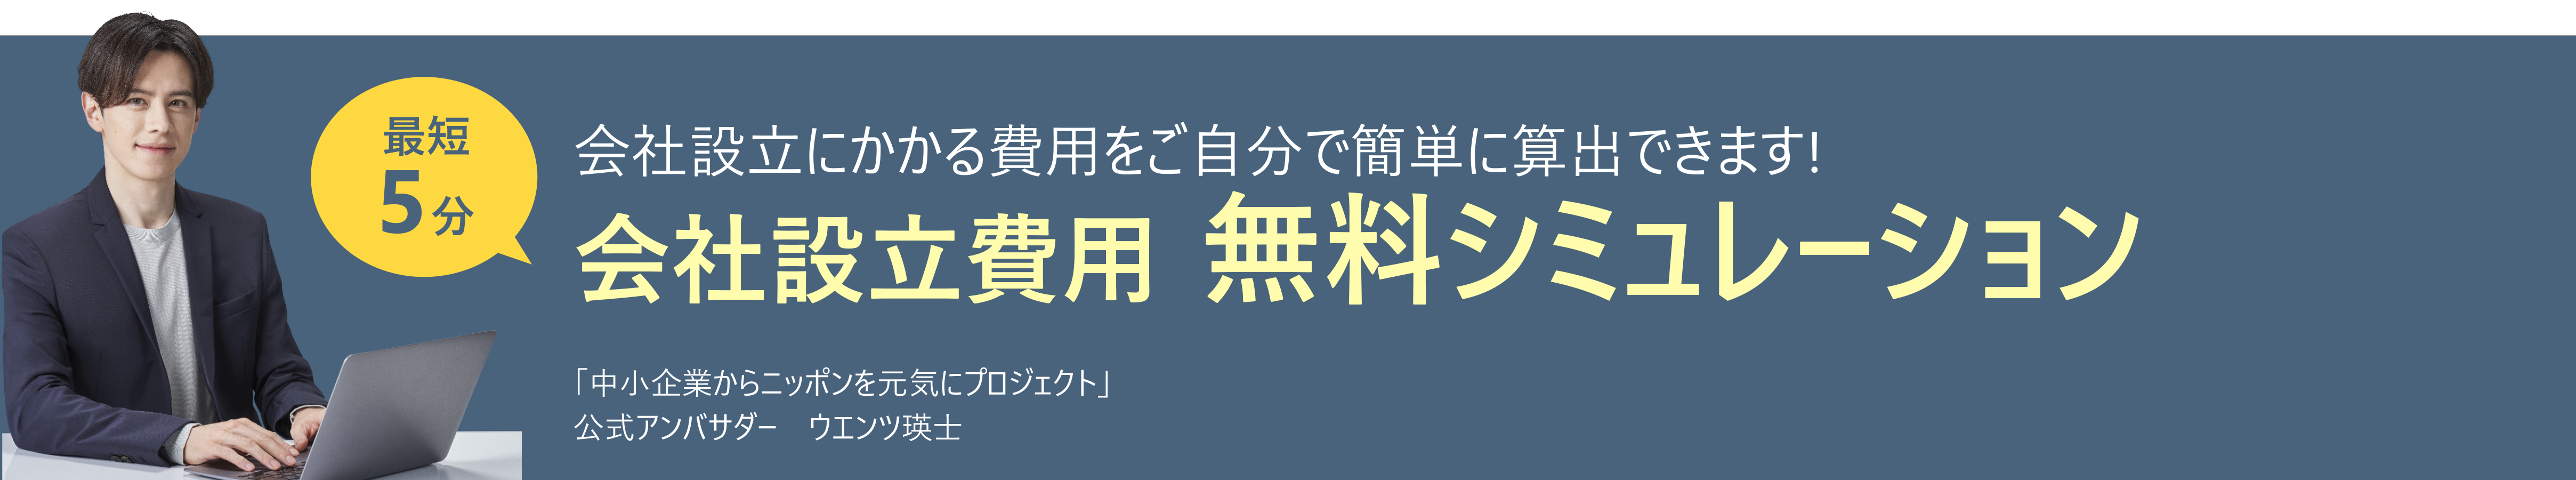 最短
5分
会社設立にかかる費用をご自分で簡単に算出できます!
会社設立費用 無料シミュレーション
「中小企業からニッポンを元気にプロジェクト」
公式アンバサダー　ウエンツ瑛士